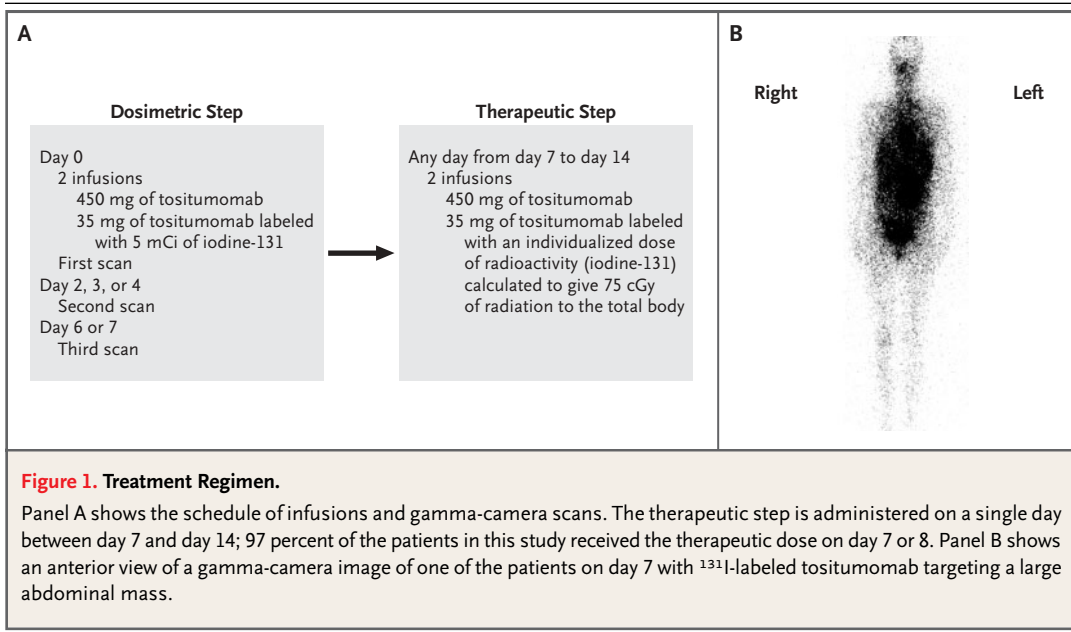 A
Dosimetric Step
Day 0
2 infusions
450 mg of tositumomab
35 mg of tositumomab labeled
with 5 mCi of iodine-131
First scan
Day 2, 3, or 4
Second scan
Day 6 or 7
Third scan
Therapeutic Step
Any day from day 7 to day 14
2 infusions
450 mg of tositumomab
35 mg of tositumomab labeled
with an individualized dose
of radioactivity (iodine-131)
calculated to give 75 cGy
of radiation to the total body
B
Right
Left
Figure 1. Treatment Regimen.
Panel A shows the schedule of infusions and gamma-camera scans. The therapeutic step is administered on a single day
between day 7 and day 14; 97 percent of the patients in this study received the therapeutic dose on day 7 or 8. Panel B shows
an anterior view of a gamma-camera image of one of the patients on day 7 with ¹³¹I-labeled tositumomab targeting a large
abdominal mass.